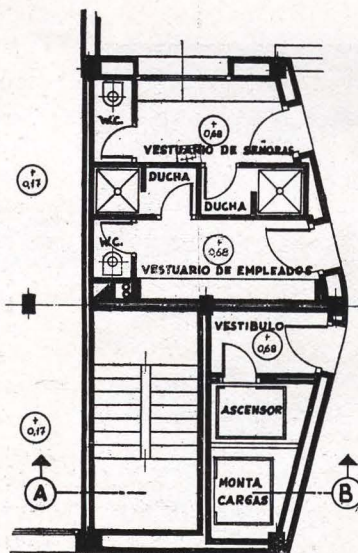 W.C.
+
0,68
VESTUARIO DE SEÑORAS
+
0,17
DUCHA
DUCHA
W.C.
+
0,68
VESTUARIO DE EMPLEADOS
VESTIBULO
+
0,68
ASCENSOR
+
0,17
MONTA
CARGAS
A
B